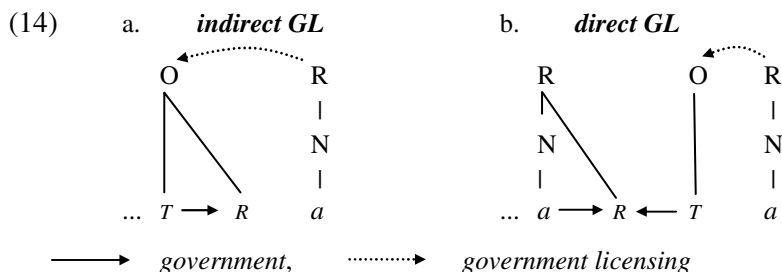 (14) a. indirect GL b. direct GL
O R R O R
| | |
N N N
| | |
... T R a ... a R T a
government, government licensing